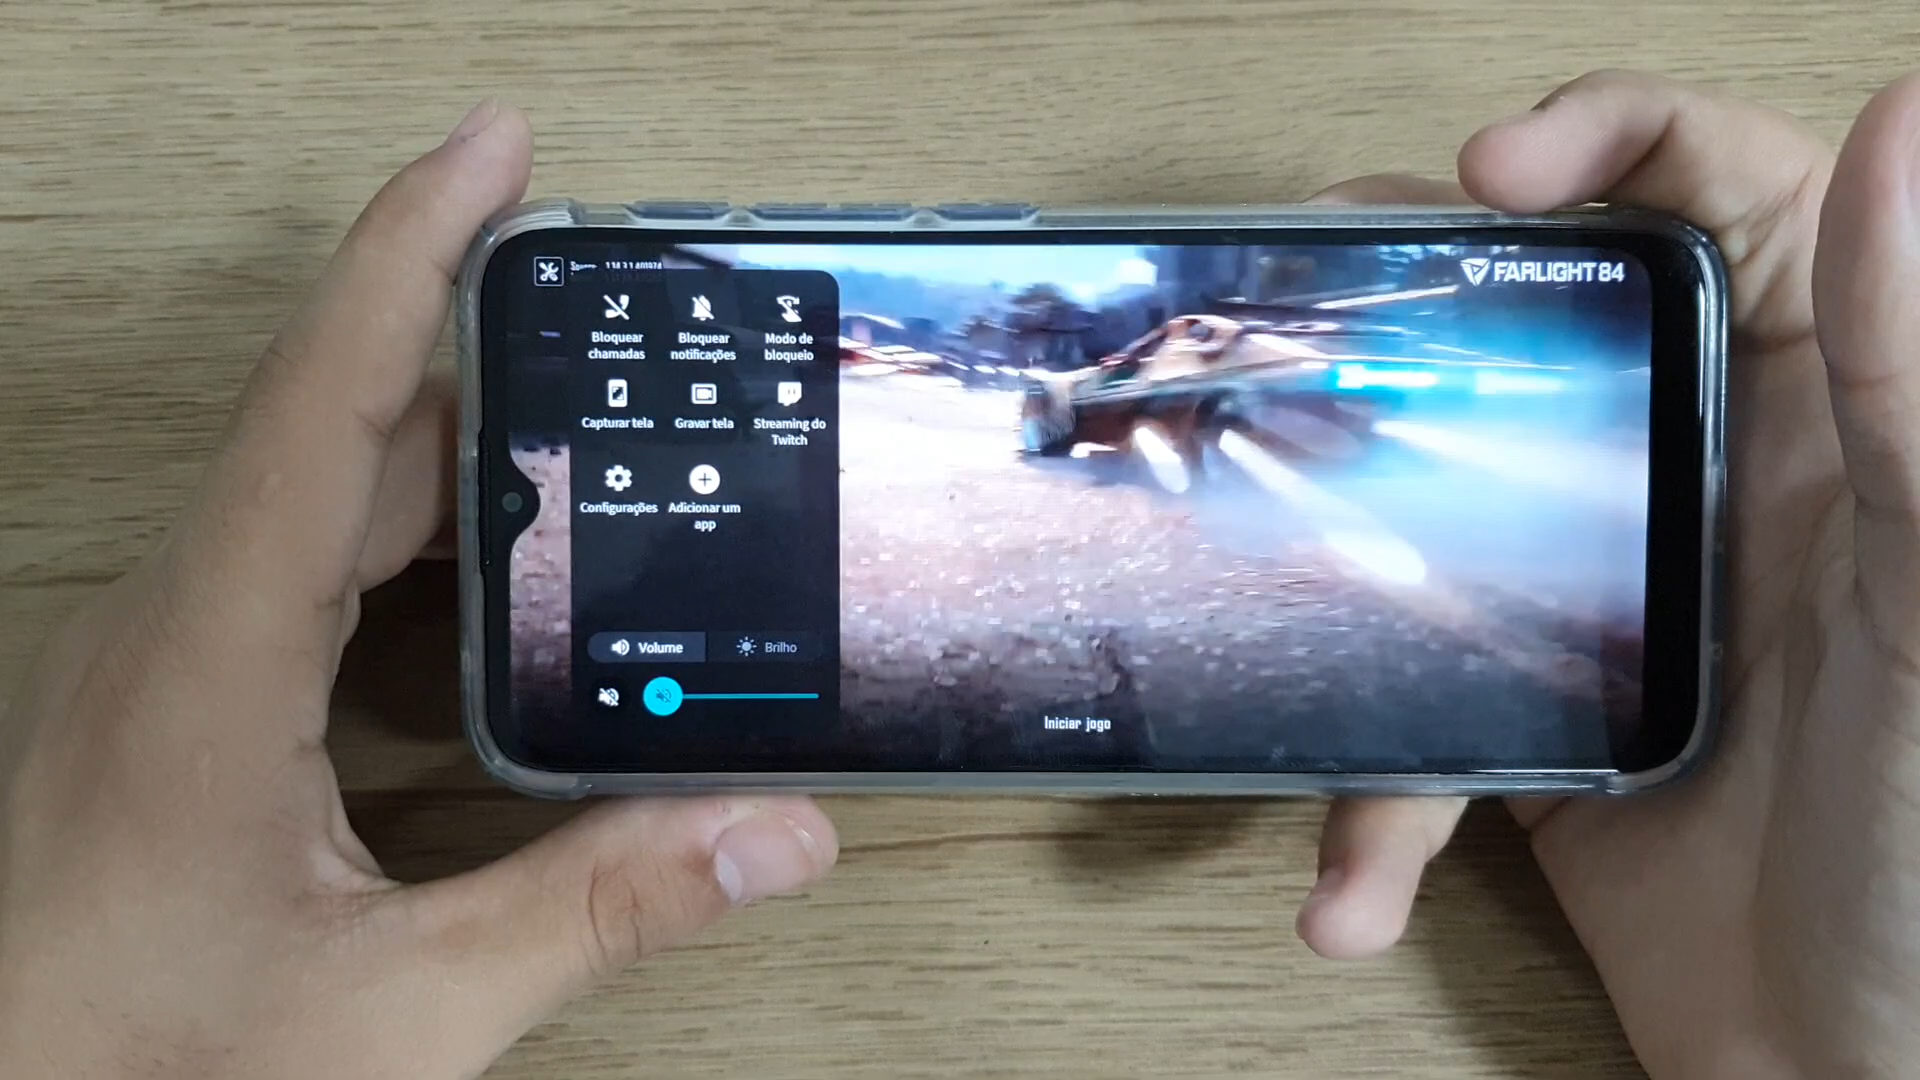 FARLIGHT 84
Bloquear chamadas
Bloquear notificações
Modo de bloqueio
Capturar tela
Gravar tela
Streaming do Twitch
Configurações
Adicionar um app
Volume
Brilho
Iniciar jogo